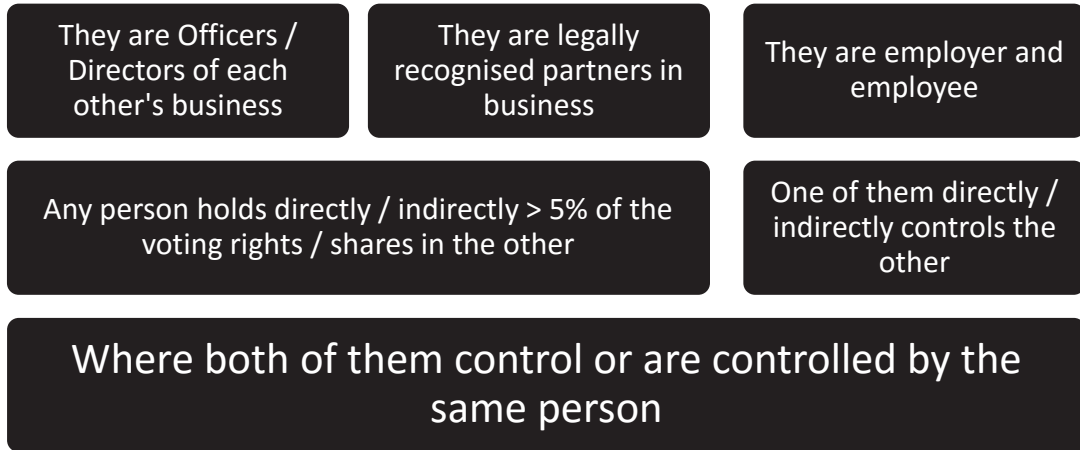 They are Officers /
Directors of each
other's business
They are legally
recognised partners in
business
They are employer and
employee
Any person holds directly / indirectly > 5% of the
voting rights / shares in the other
One of them directly /
indirectly controls the
other
Where both of them control or are controlled by the
same person